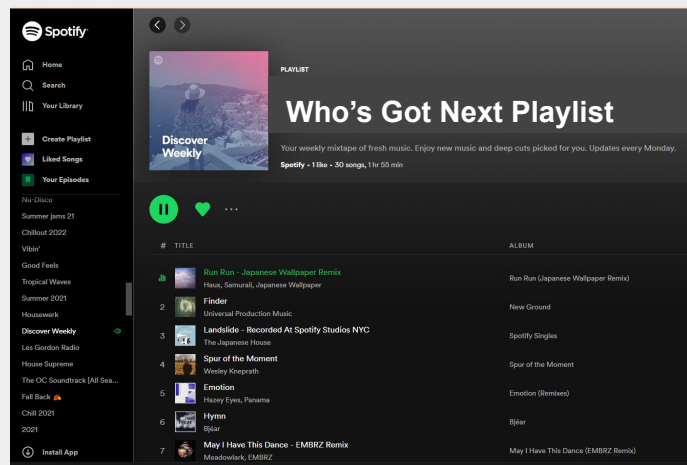 Spotify
Home
Search
Your Library
Create Playlist
Liked Songs
Your Episodes
Nu-Disco
Summer jams 21
Chillout 2022
Vibin'
Good Feels
Tropical Waves
Summer 2021
Housewerk
Discover Weekly
Les Gordon Radio
House Supreme
The OC Soundtrack [All Sea...
Fall Back 🍂
Chill 2021
2021
Install App
Discover
Weekly
PLAYLIST
Who's Got Next Playlist
Your weekly mixtape of fresh music. Enjoy new music and deep cuts picked for you. Updates every Monday.
Spotify • 1 like • 30 songs, 1 hr 55 min
# TITLE ALBUM
Run Run - Japanese Wallpaper Remix
Haux, Samuraii, Japanese Wallpaper
Run Run (Japanese Wallpaper Remix)
2 Finder
Universal Production Music
New Ground
3 Landslide - Recorded At Spotify Studios NYC
The Japanese House
Spotify Singles
4 Spur of the Moment
Wesley Kneprath
Spur of the Moment
5 Emotion
Hazey Eyes, Panama
Emotion (Remixes)
6 Hymn
Bjéar
Bjéar
7 May I Have This Dance - EMBRZ Remix
Meadowlark, EMBRZ
May I Have This Dance (EMBRZ Remix)